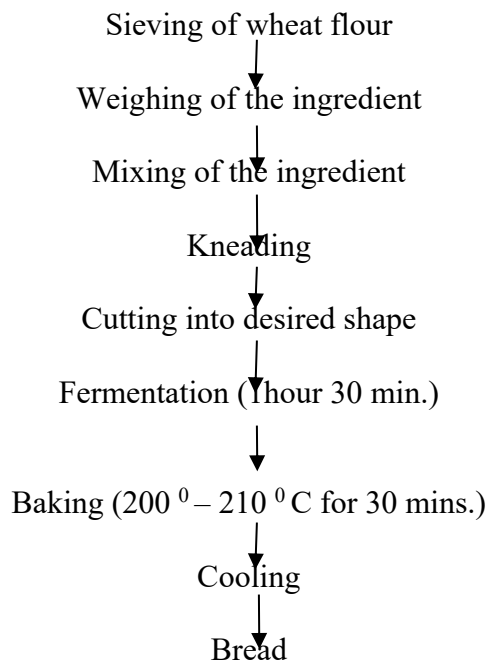 Sieving of wheat flour
Weighing of the ingredient
Mixing of the ingredient
Kneading
Cutting into desired shape
Fermentation (1hour 30 min.)
Baking (200 ⁰ – 210 ⁰ C for 30 mins.)
Cooling
Bread